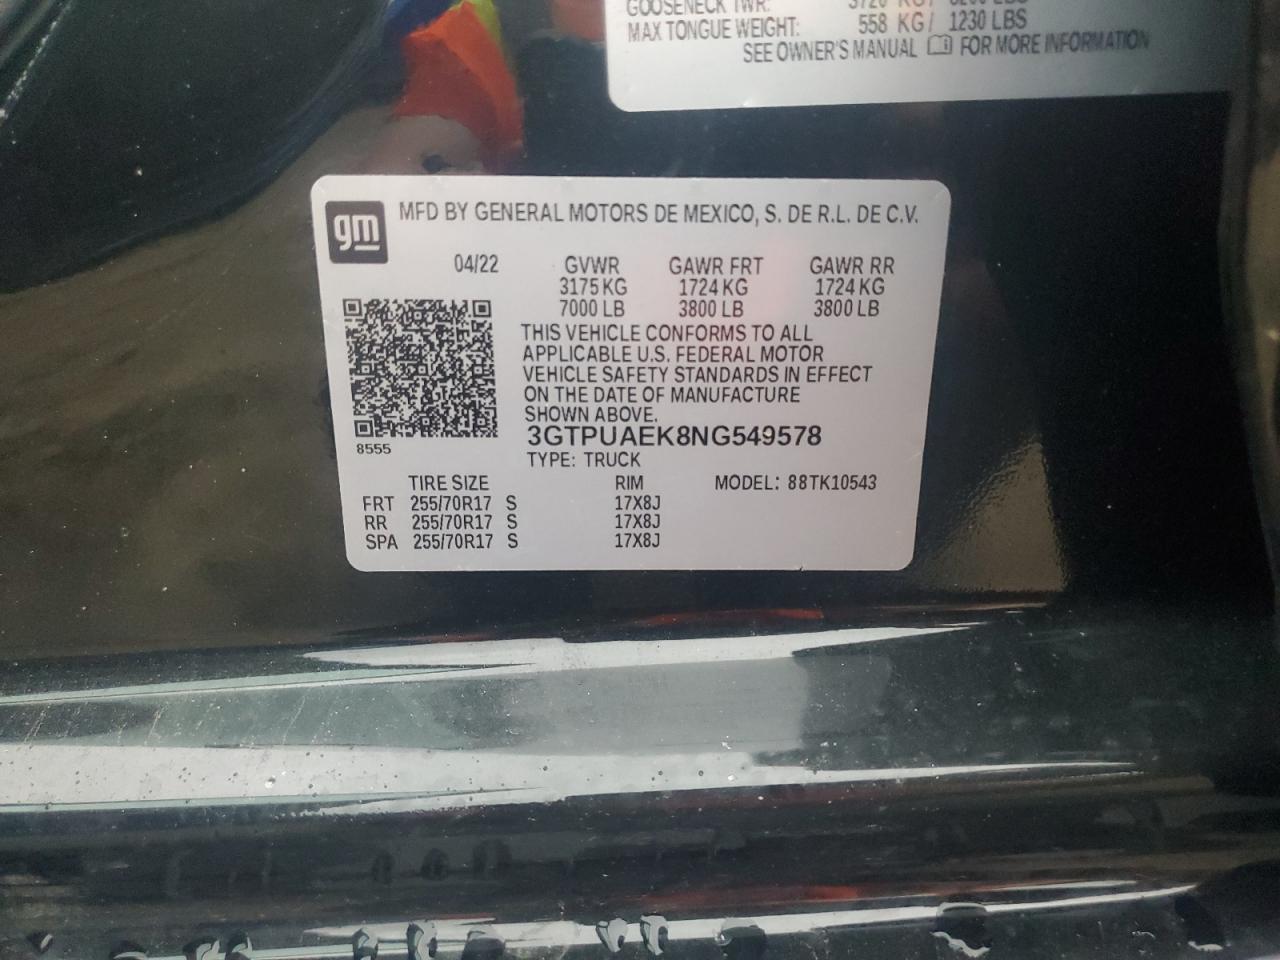 GOOSENECK TWR: 3720 KG/ 8200 LBS
MAX TONGUE WEIGHT: 558 KG/ 1230 LBS
SEE OWNER'S MANUAL FOR MORE INFORMATION
gm
MFD BY GENERAL MOTORS DE MEXICO, S. DE R.L. DE C.V.
04/22 GVWR GAWR FRT GAWR RR
3175 KG 1724 KG 1724 KG
7000 LB 3800 LB 3800 LB
THIS VEHICLE CONFORMS TO ALL
APPLICABLE U.S. FEDERAL MOTOR
VEHICLE SAFETY STANDARDS IN EFFECT
ON THE DATE OF MANUFACTURE
SHOWN ABOVE.
3GTPUAEK8NG549578
8555
TYPE: TRUCK
TIRE SIZE RIM MODEL: 88TK10543
FRT 255/70R17 S 17X8J
RR 255/70R17 S 17X8J
SPA 255/70R17 S 17X8J